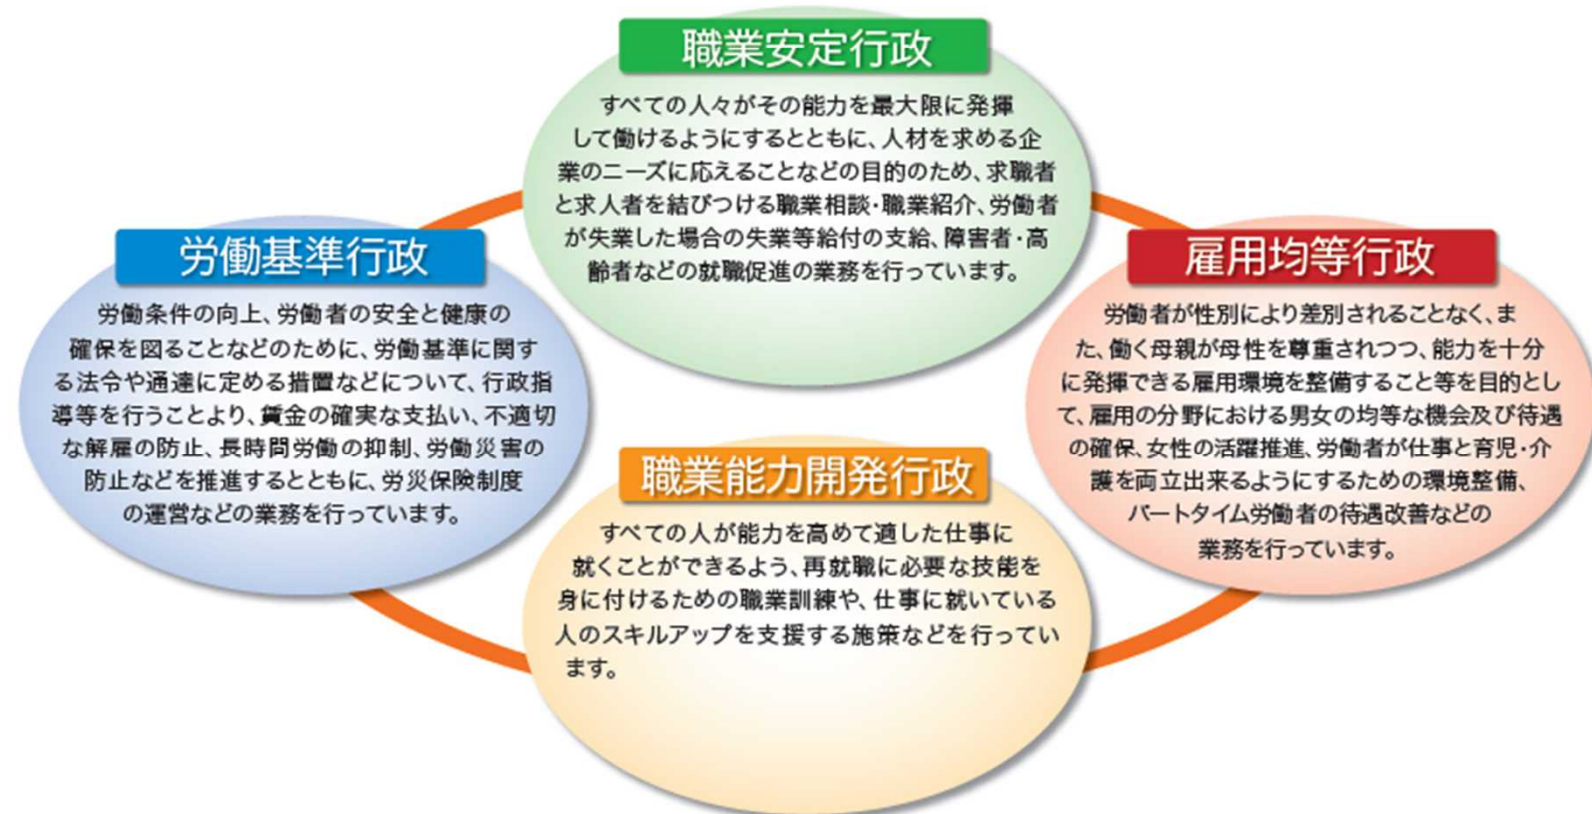 職業安定行政
すべての人々がその能力を最大限に発揮
して働けるようにするとともに、人材を求める企
業のニーズに応えることなどの目的のため、求職者
と求人者を結びつける職業相談・職業紹介、労働者
が失業した場合の失業等給付の支給、障害者・高
齢者などの就職促進の業務を行っています。
労働基準行政
労働条件の向上、労働者の安全と健康の
確保を図ることなどのために、労働基準に関す
る法令や通達に定める措置などについて、行政指
導等を行うことより、賃金の確実な支払い、不適切
な解雇の防止、長時間労働の抑制、労働災害の
防止などを推進するとともに、労災保険制度
の運営などの業務を行っています。
雇用均等行政
労働者が性別により差別されることなく、ま
た、働く母親が母性を尊重されつつ、能力を十分
に発揮できる雇用環境を整備すること等を目的とし
て、雇用の分野における男女の均等な機会及び待遇
の確保、女性の活躍推進、労働者が仕事と育児・介
護を両立出来るようにするための環境整備、
パートタイム労働者の待遇改善などの
業務を行っています。
職業能力開発行政
すべての人が能力を高めて適した仕事に
就くことができるよう、再就職に必要な技能を
身に付けるための職業訓練や、仕事に就いている
人のスキルアップを支援する施策などを行ってい
ます。